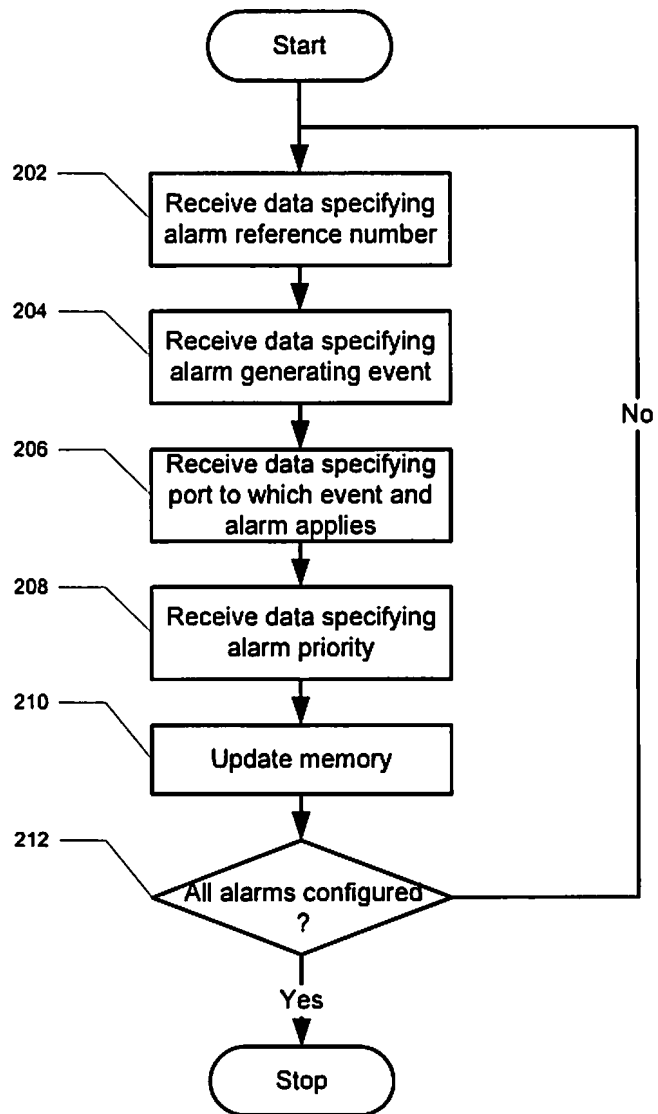 Start
202
Receive data specifying
alarm reference number
204
Receive data specifying
alarm generating event
No
206
Receive data specifying
port to which event and
alarm applies
208
Receive data specifying
alarm priority
210
Update memory
212
All alarms configured
?
Yes
Stop